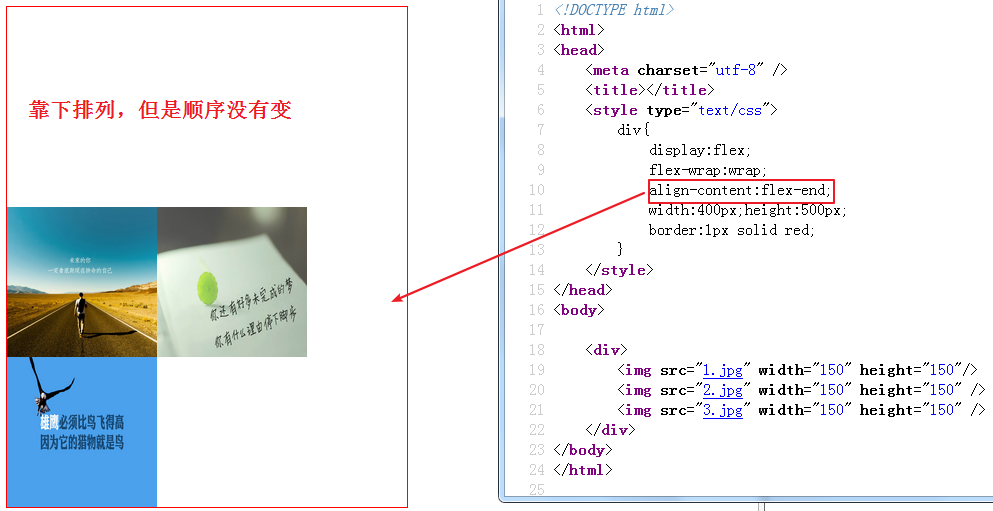 靠下排列，但是顺序没有变
未来的你
一定会感谢现在拼命的自己
你还有好多未完成的梦
你有什么理由停下脚步
雄鹰必须比鸟飞得高
因为它的猎物就是鸟
1 <!DOCTYPE html>
2 <html>
3 <head>
4 <meta charset="utf-8" />
5 <title></title>
6 <style type="text/css">
7 div{
8 display:flex;
9 flex-wrap:wrap;
10 align-content:flex-end;
11 width:400px;height:500px;
12 border:1px solid red;
13 }
14 </style>
15 </head>
16 <body>
17
18 <div>
19 <img src="1.jpg" width="150" height="150"/>
20 <img src="2.jpg" width="150" height="150" />
21 <img src="3.jpg" width="150" height="150" />
22 </div>
23 </body>
24 </html>
25